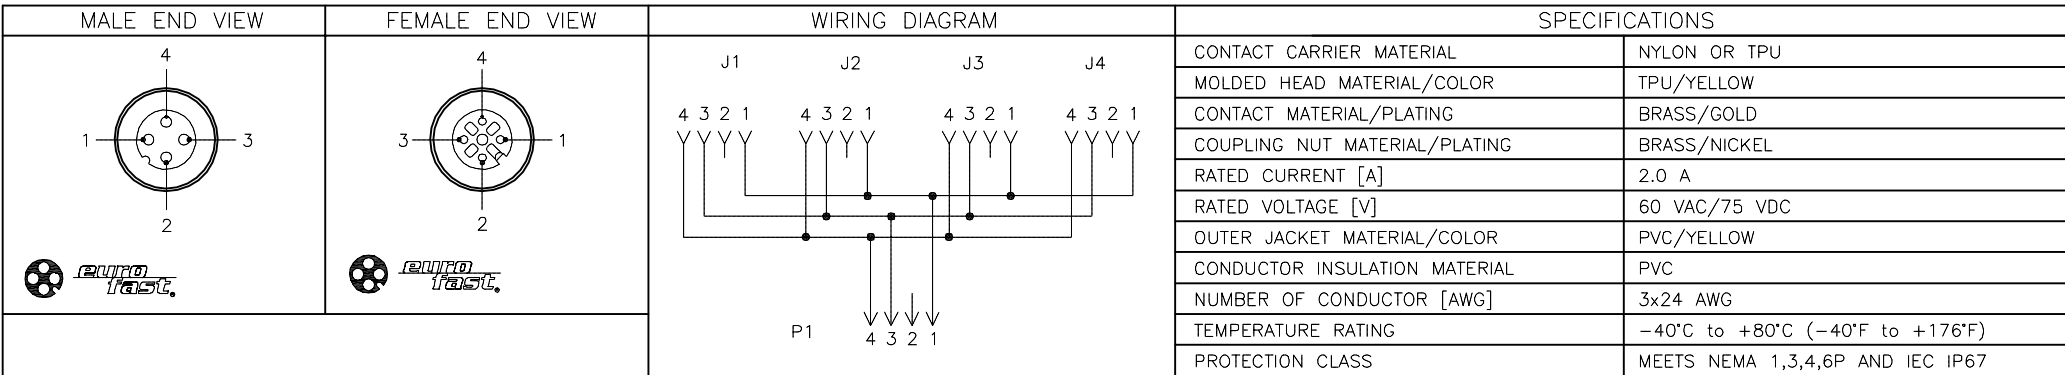 MALE END VIEW
4
1 3
2
euro
fast®
FEMALE END VIEW
4
3 1
2
euro
fast®
WIRING DIAGRAM
J1 J2 J3 J4
4 3 2 1 4 3 2 1 4 3 2 1 4 3 2 1
P1 4 3 2 1
SPECIFICATIONS
CONTACT CARRIER MATERIAL NYLON OR TPU
MOLDED HEAD MATERIAL/COLOR TPU/YELLOW
CONTACT MATERIAL/PLATING BRASS/GOLD
COUPLING NUT MATERIAL/PLATING BRASS/NICKEL
RATED CURRENT [A] 2.0 A
RATED VOLTAGE [V] 60 VAC/75 VDC
OUTER JACKET MATERIAL/COLOR PVC/YELLOW
CONDUCTOR INSULATION MATERIAL PVC
NUMBER OF CONDUCTOR [AWG] 3x24 AWG
TEMPERATURE RATING −40°C to +80°C (−40°F to +176°F)
PROTECTION CLASS MEETS NEMA 1,3,4,6P AND IEC IP67